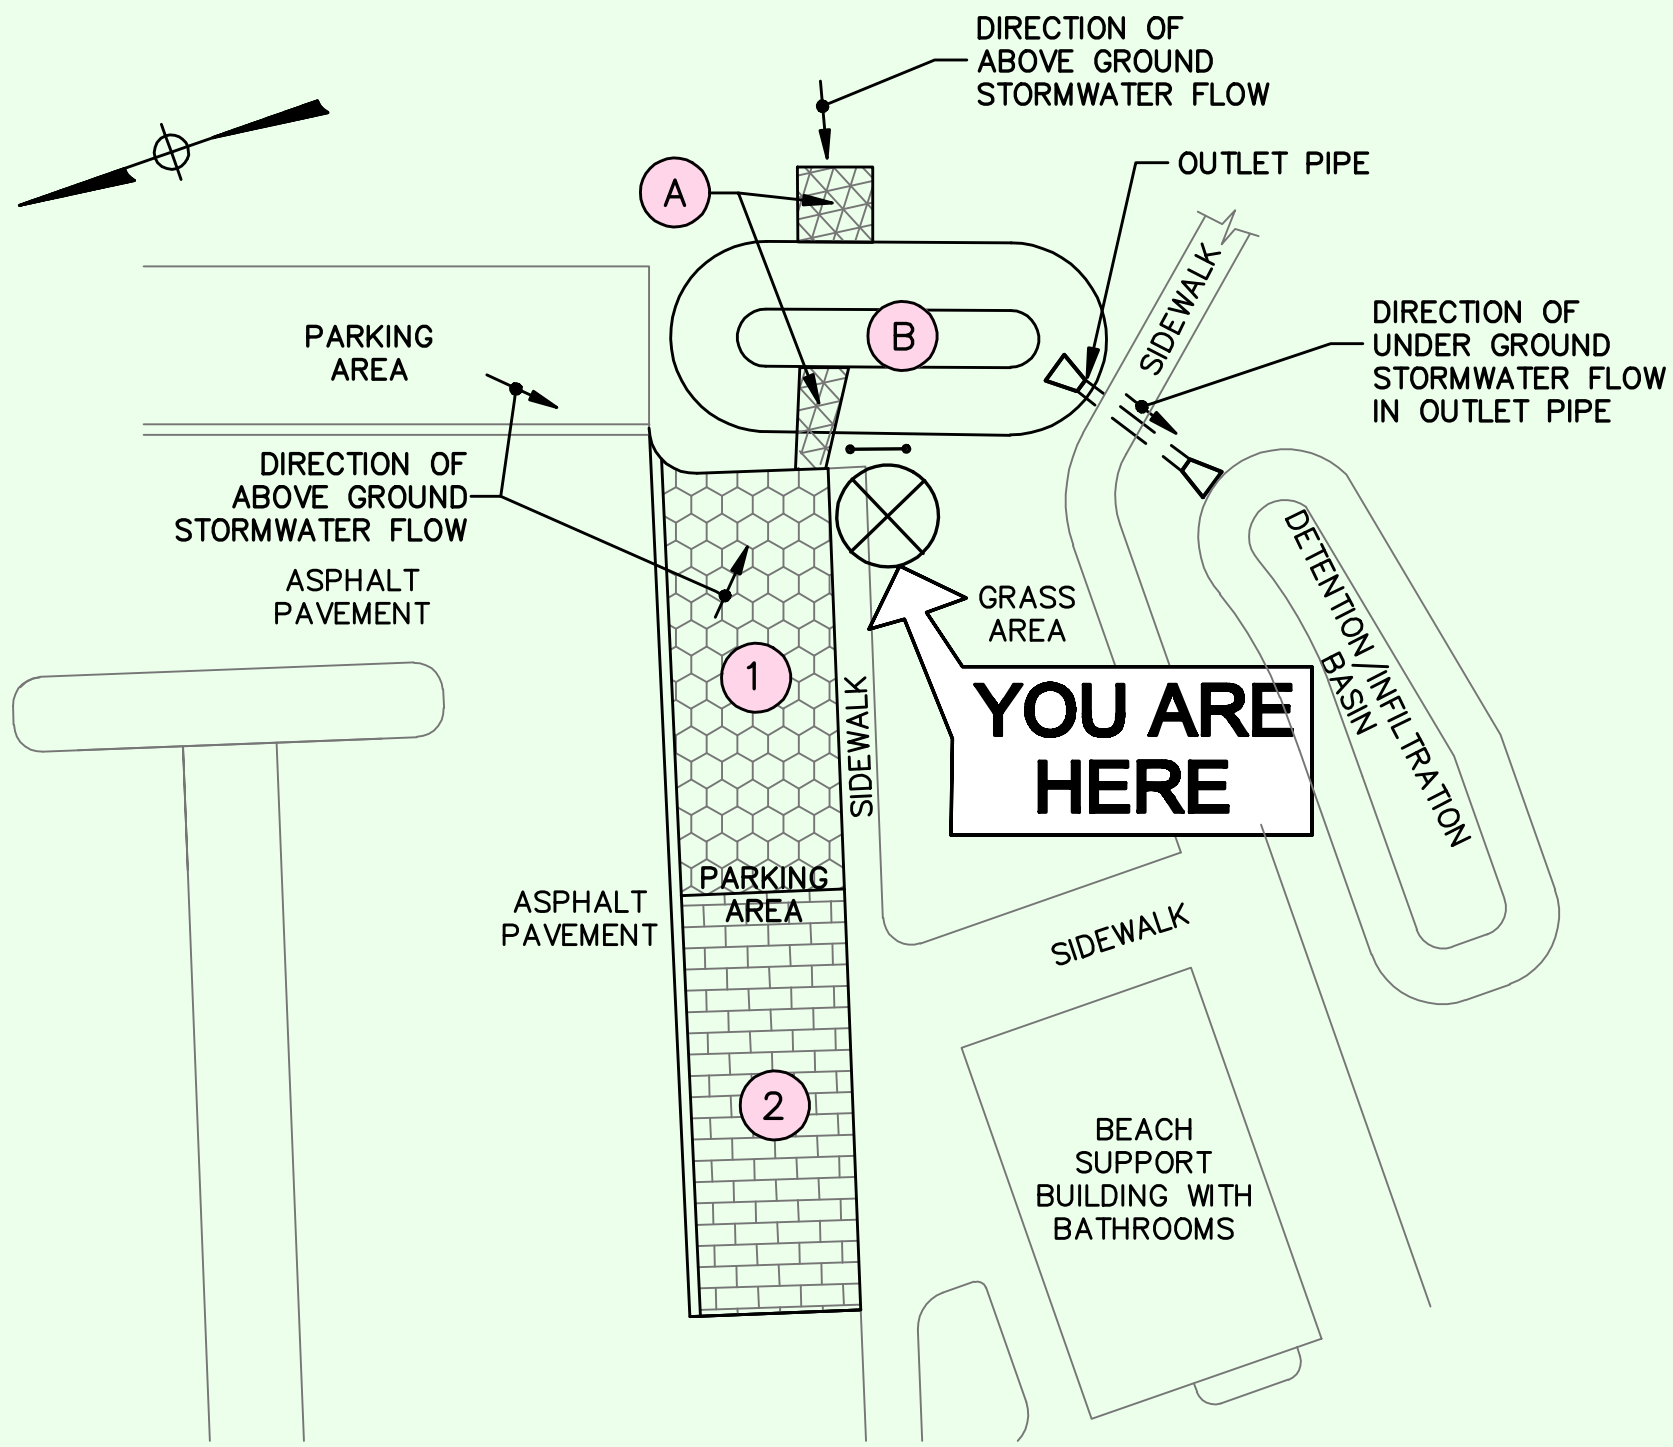 DIRECTION OF
ABOVE GROUND
STORMWATER FLOW
OUTLET PIPE
A
SIDEWALK
B
PARKING
AREA
DIRECTION OF
UNDER GROUND
STORMWATER FLOW
IN OUTLET PIPE
DIRECTION OF
ABOVE GROUND
STORMWATER FLOW
ASPHALT
PAVEMENT
GRASS
AREA
DETENTION/INFILTRATION
BASIN
1
YOU ARE
HERE
SIDEWALK
PARKING
AREA
ASPHALT
PAVEMENT
SIDEWALK
2
BEACH
SUPPORT
BUILDING WITH
BATHROOMS